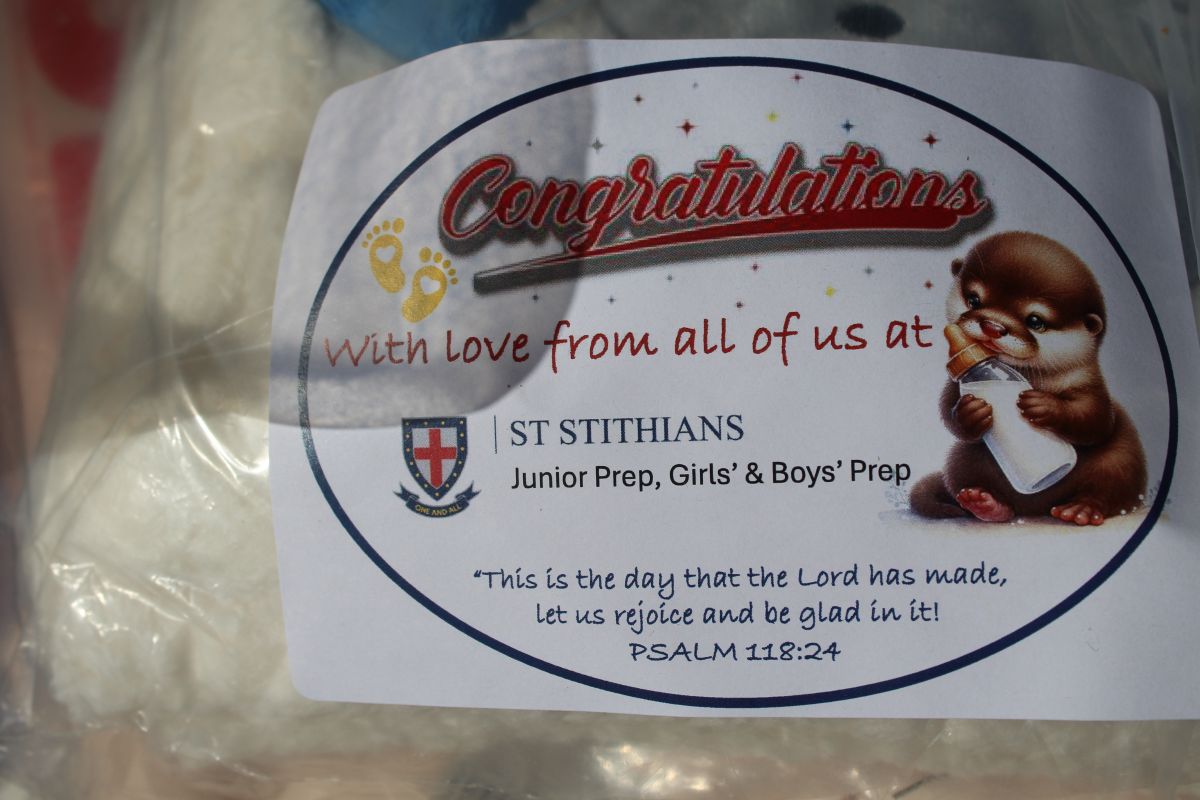 Congratulations
With love from all of us at
ST STITHIANS
Junior Prep, Girls' & Boys' Prep
ONE AND ALL
"This is the day that the Lord has made,
let us rejoice and be glad in it!
PSALM 118:24